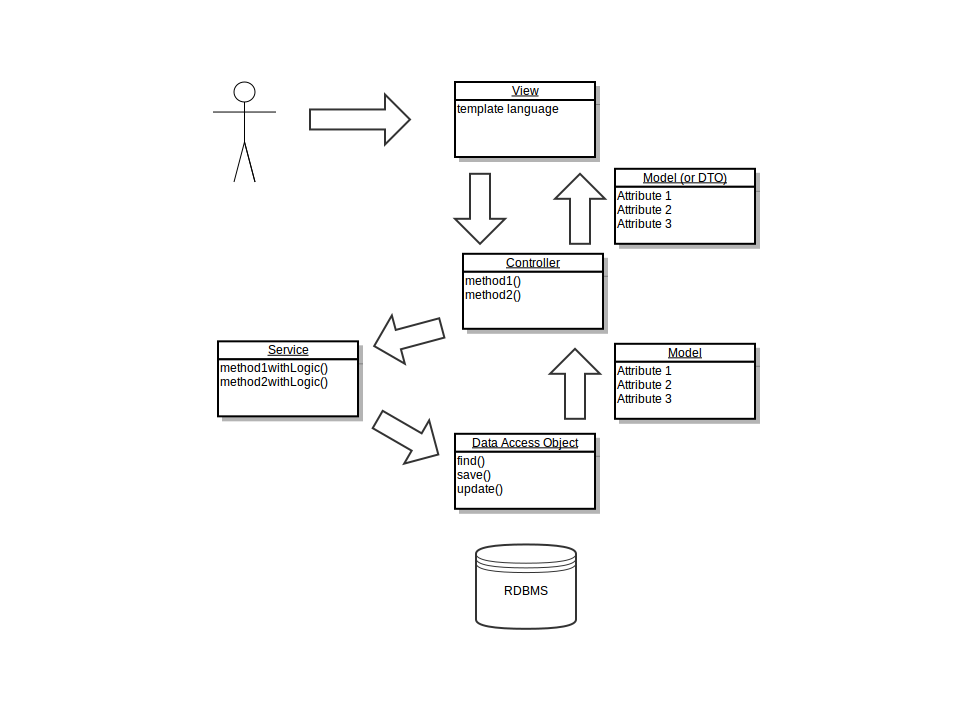 View
template language
Model (or DTO)
Attribute 1
Attribute 2
Attribute 3
Controller
method1()
method2()
Service
method1withLogic()
method2withLogic()
Model
Attribute 1
Attribute 2
Attribute 3
Data Access Object
find()
save()
update()
RDBMS